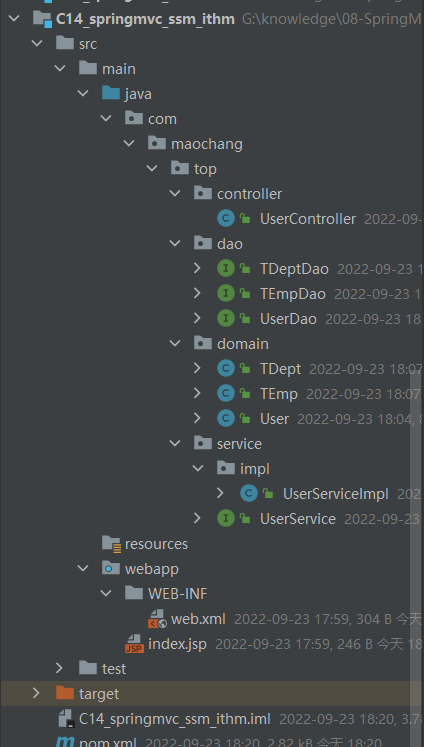 C14_springmvc_ssm_ithm G:\knowledge\08-SpringM
src
main
java
com
maochang
top
controller
UserController 2022-09-
dao
TDeptDao 2022-09-23 1
TEmpDao 2022-09-23 1
UserDao 2022-09-23 18
domain
TDept 2022-09-23 18:07
TEmp 2022-09-23 18:07,
User 2022-09-23 18:04, 8
service
impl
UserServiceImpl 202
UserService 2022-09-23
resources
webapp
WEB-INF
web.xml 2022-09-23 17:59, 304 B 今天
index.jsp 2022-09-23 17:59, 246 B 今天 18
test
target
C14_springmvc_ssm_ithm.iml 2022-09-23 18:20, 3.7
pom.xml 2022-09-23 18:20, 2.82 kB 今天 18:20